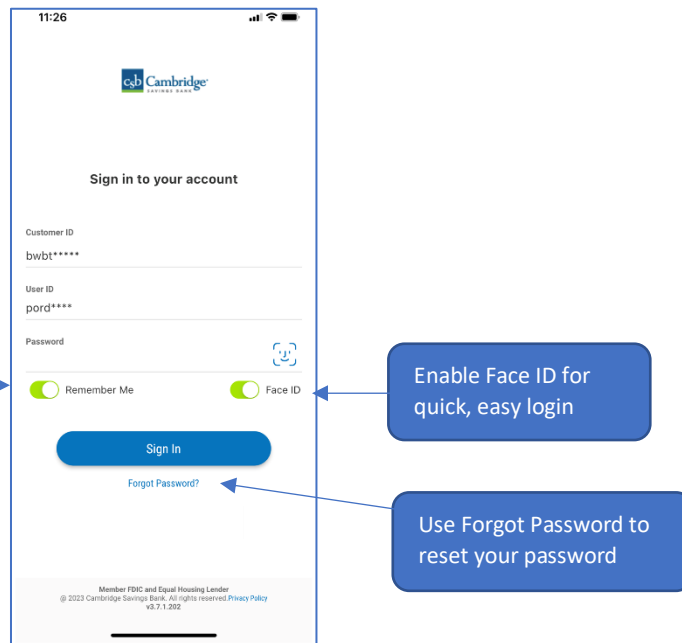 11:26
csb Cambridge
SAVINGS BANK
Sign in to your account
Customer ID
bwbt*****
User ID
pord****
Password
Remember Me
Face ID
Enable Face ID for
quick, easy login
Sign In
Forgot Password?
Use Forgot Password to
reset your password
Member FDIC and Equal Housing Lender
@ 2023 Cambridge Savings Bank. All rights reserved.Privacy Policy
v3.7.1.202